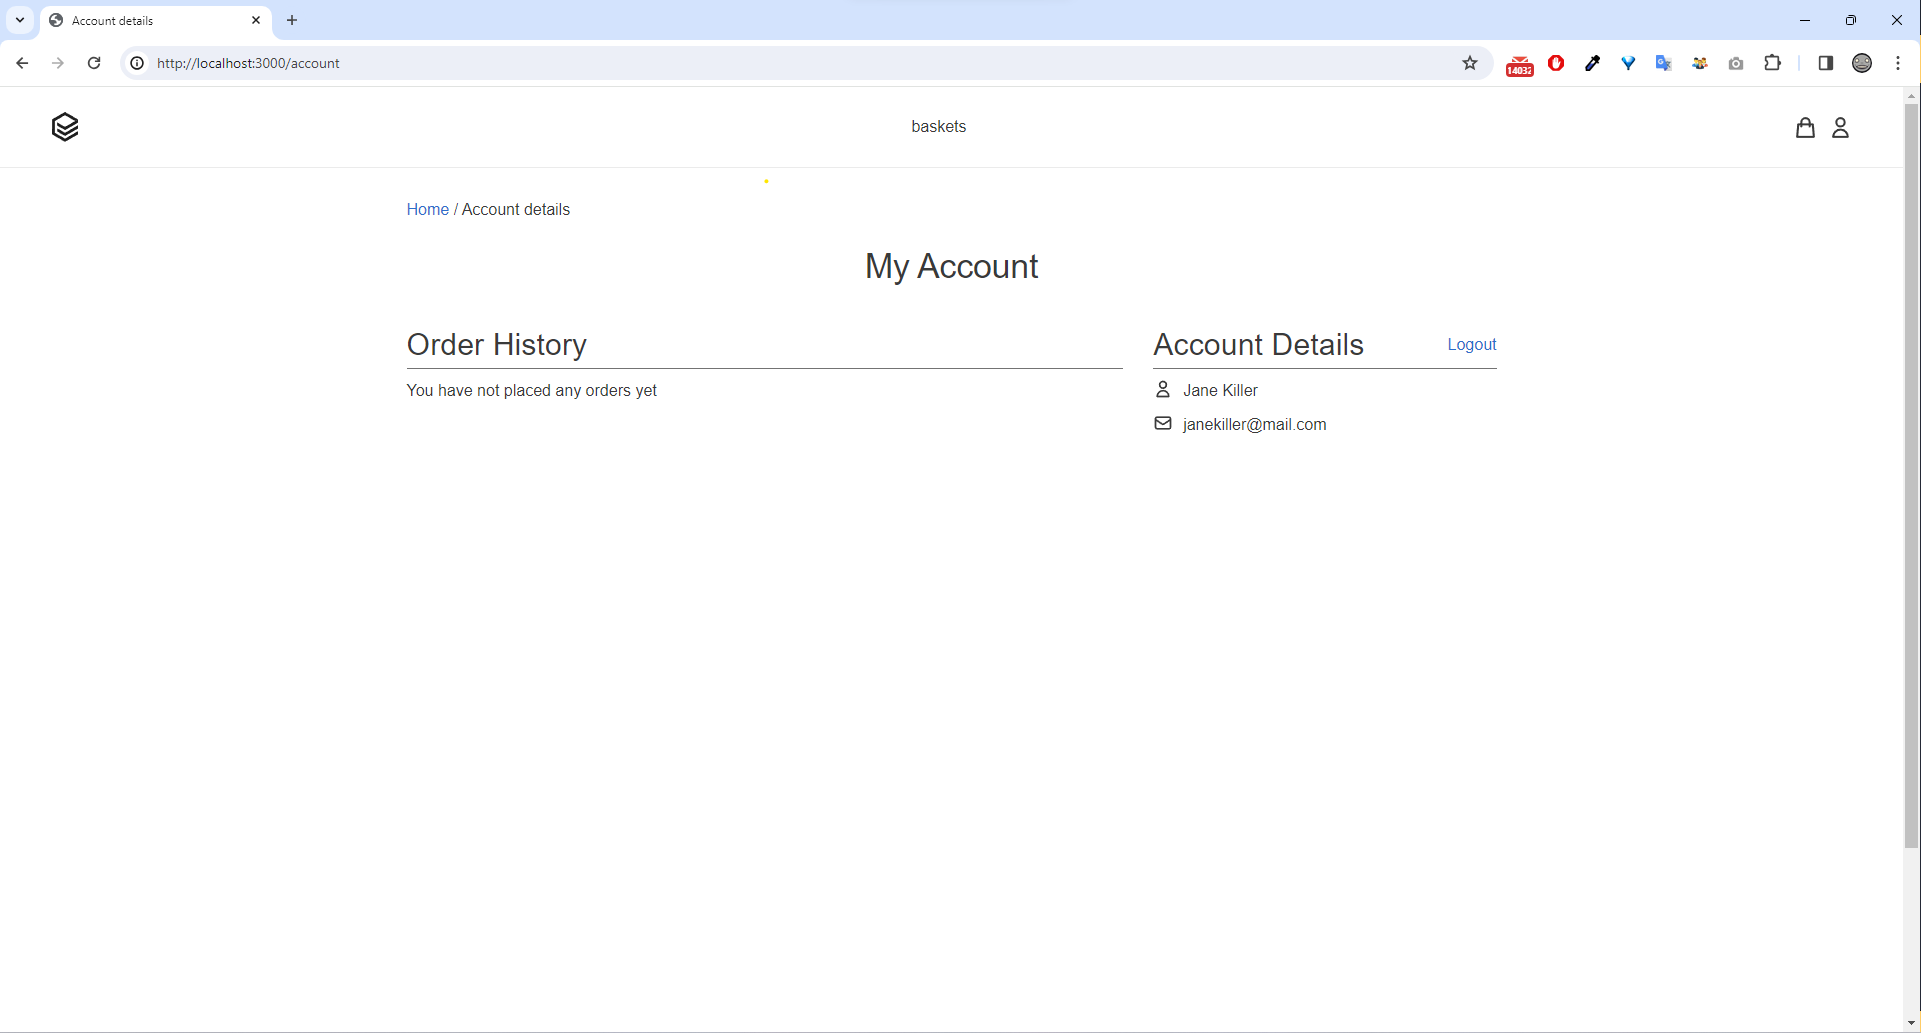 Account details
http://localhost:3000/account
14032
baskets
Home / Account details
My Account
Order History
You have not placed any orders yet
Account Details
Logout
Jane Killer
janekiller@mail.com